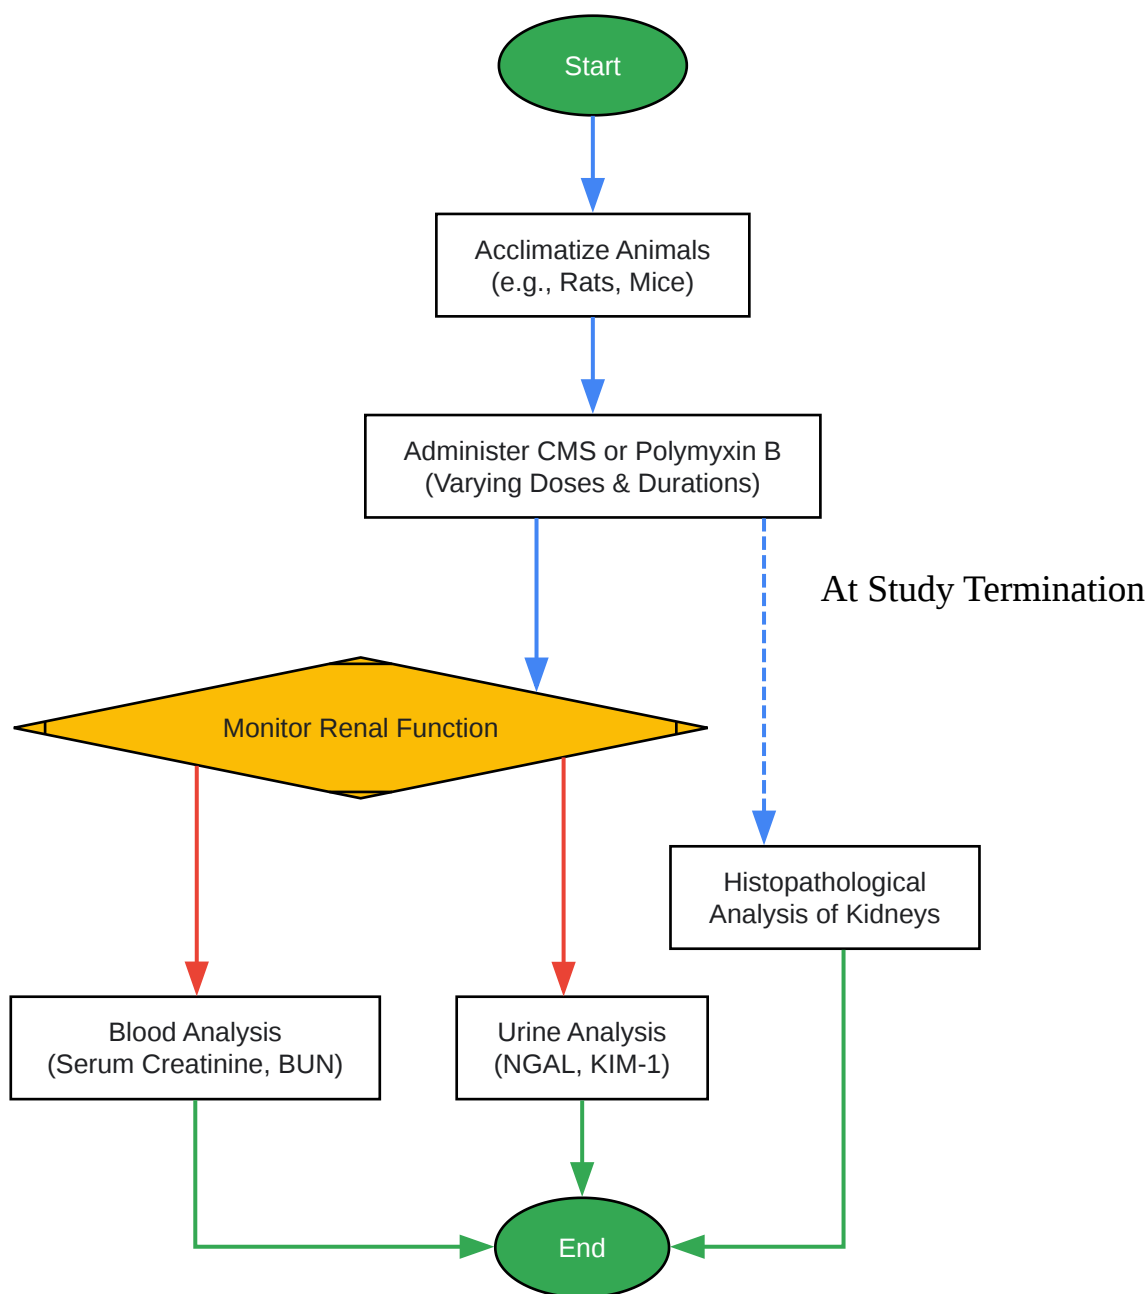 Start
Acclimatize Animals
(e.g., Rats, Mice)
Administer CMS or Polymyxin B
(Varying Doses & Durations)
At Study Termination
Monitor Renal Function
Histopathological
Analysis of Kidneys
Blood Analysis
(Serum Creatinine, BUN)
Urine Analysis
(NGAL, KIM-1)
End